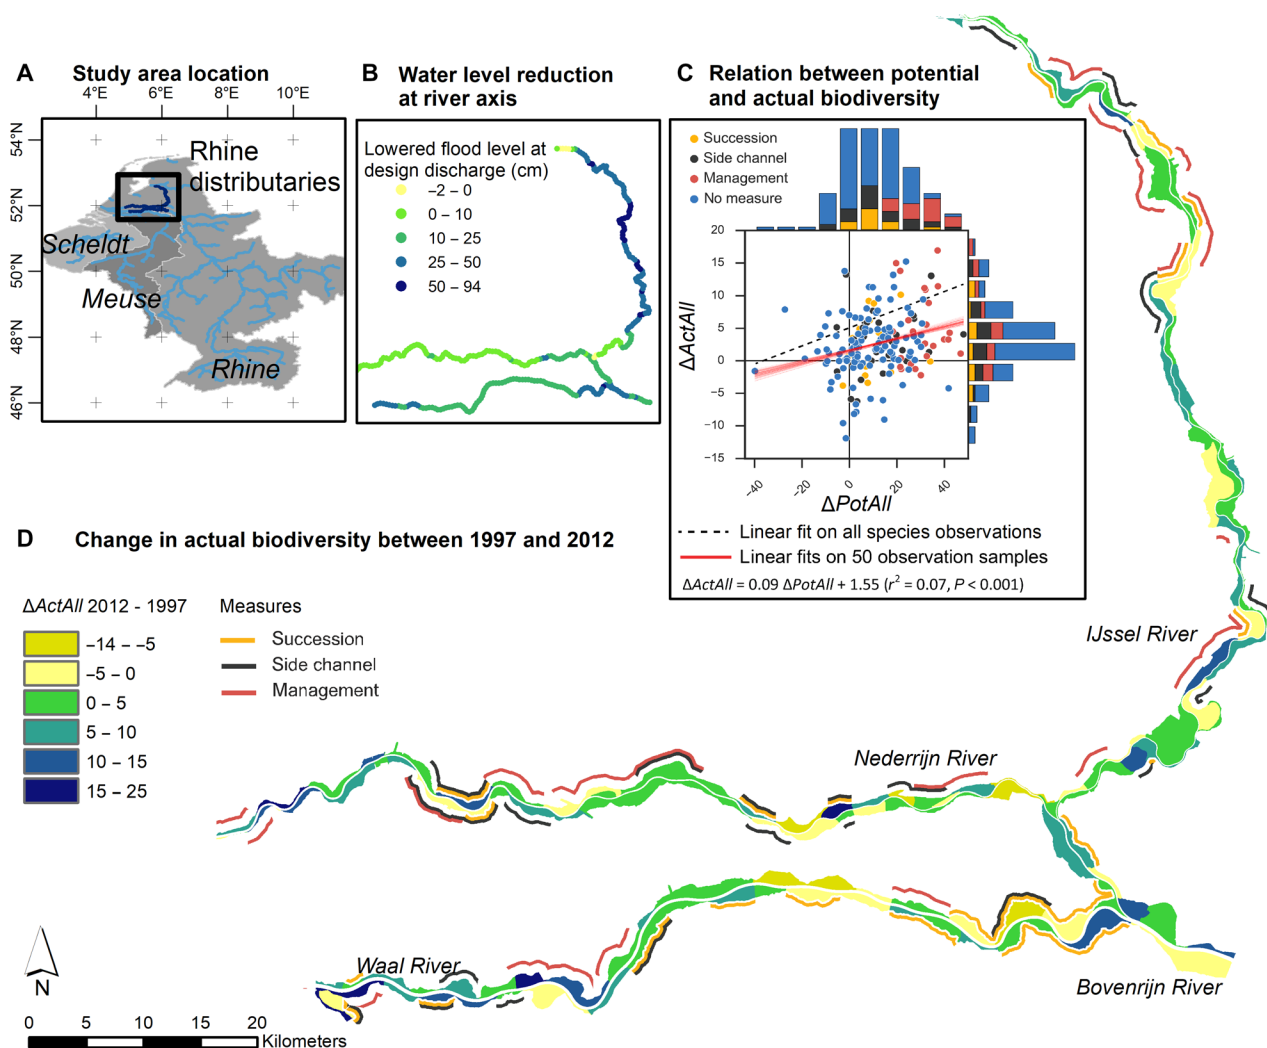 A Study area location
4°E 6°E 8°E 10°E
54°N
52°N
50°N
48°N
46°N
Rhine
distributaries
Scheldt
Meuse
Rhine
B Water level reduction
at river axis
Lowered flood level at
design discharge (cm)
−2 – 0
0 – 10
10 – 25
25 – 50
50 – 94
C Relation between potential
and actual biodiversity
Succession
Side channel
Management
No measure
20
15
10
5
0
−5
−10
−15
ΔActAll
−40 −20 0 20 40
ΔPotAll
Linear fit on all species observations
Linear fits on 50 observation samples
ΔActAll = 0.09 ΔPotAll + 1.55 (r² = 0.07, P < 0.001)
D Change in actual biodiversity between 1997 and 2012
ΔActAll 2012 - 1997
−14 – −5
−5 – 0
0 – 5
5 – 10
10 – 15
15 – 25
Measures
Succession
Side channel
Management
IJssel River
Nederrijn River
Waal River
Bovenrijn River
N
0 5 10 15 20
Kilometers